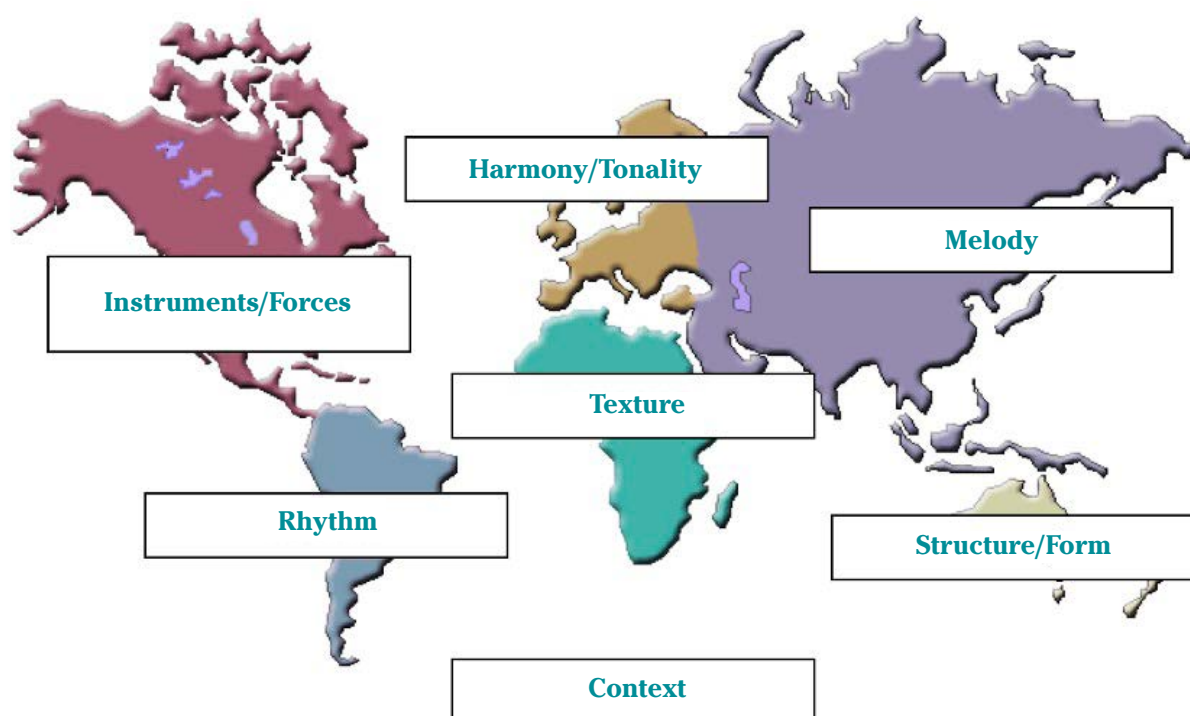 Harmony/Tonality
Melody
Instruments/Forces
Texture
Rhythm
Structure/Form
Context